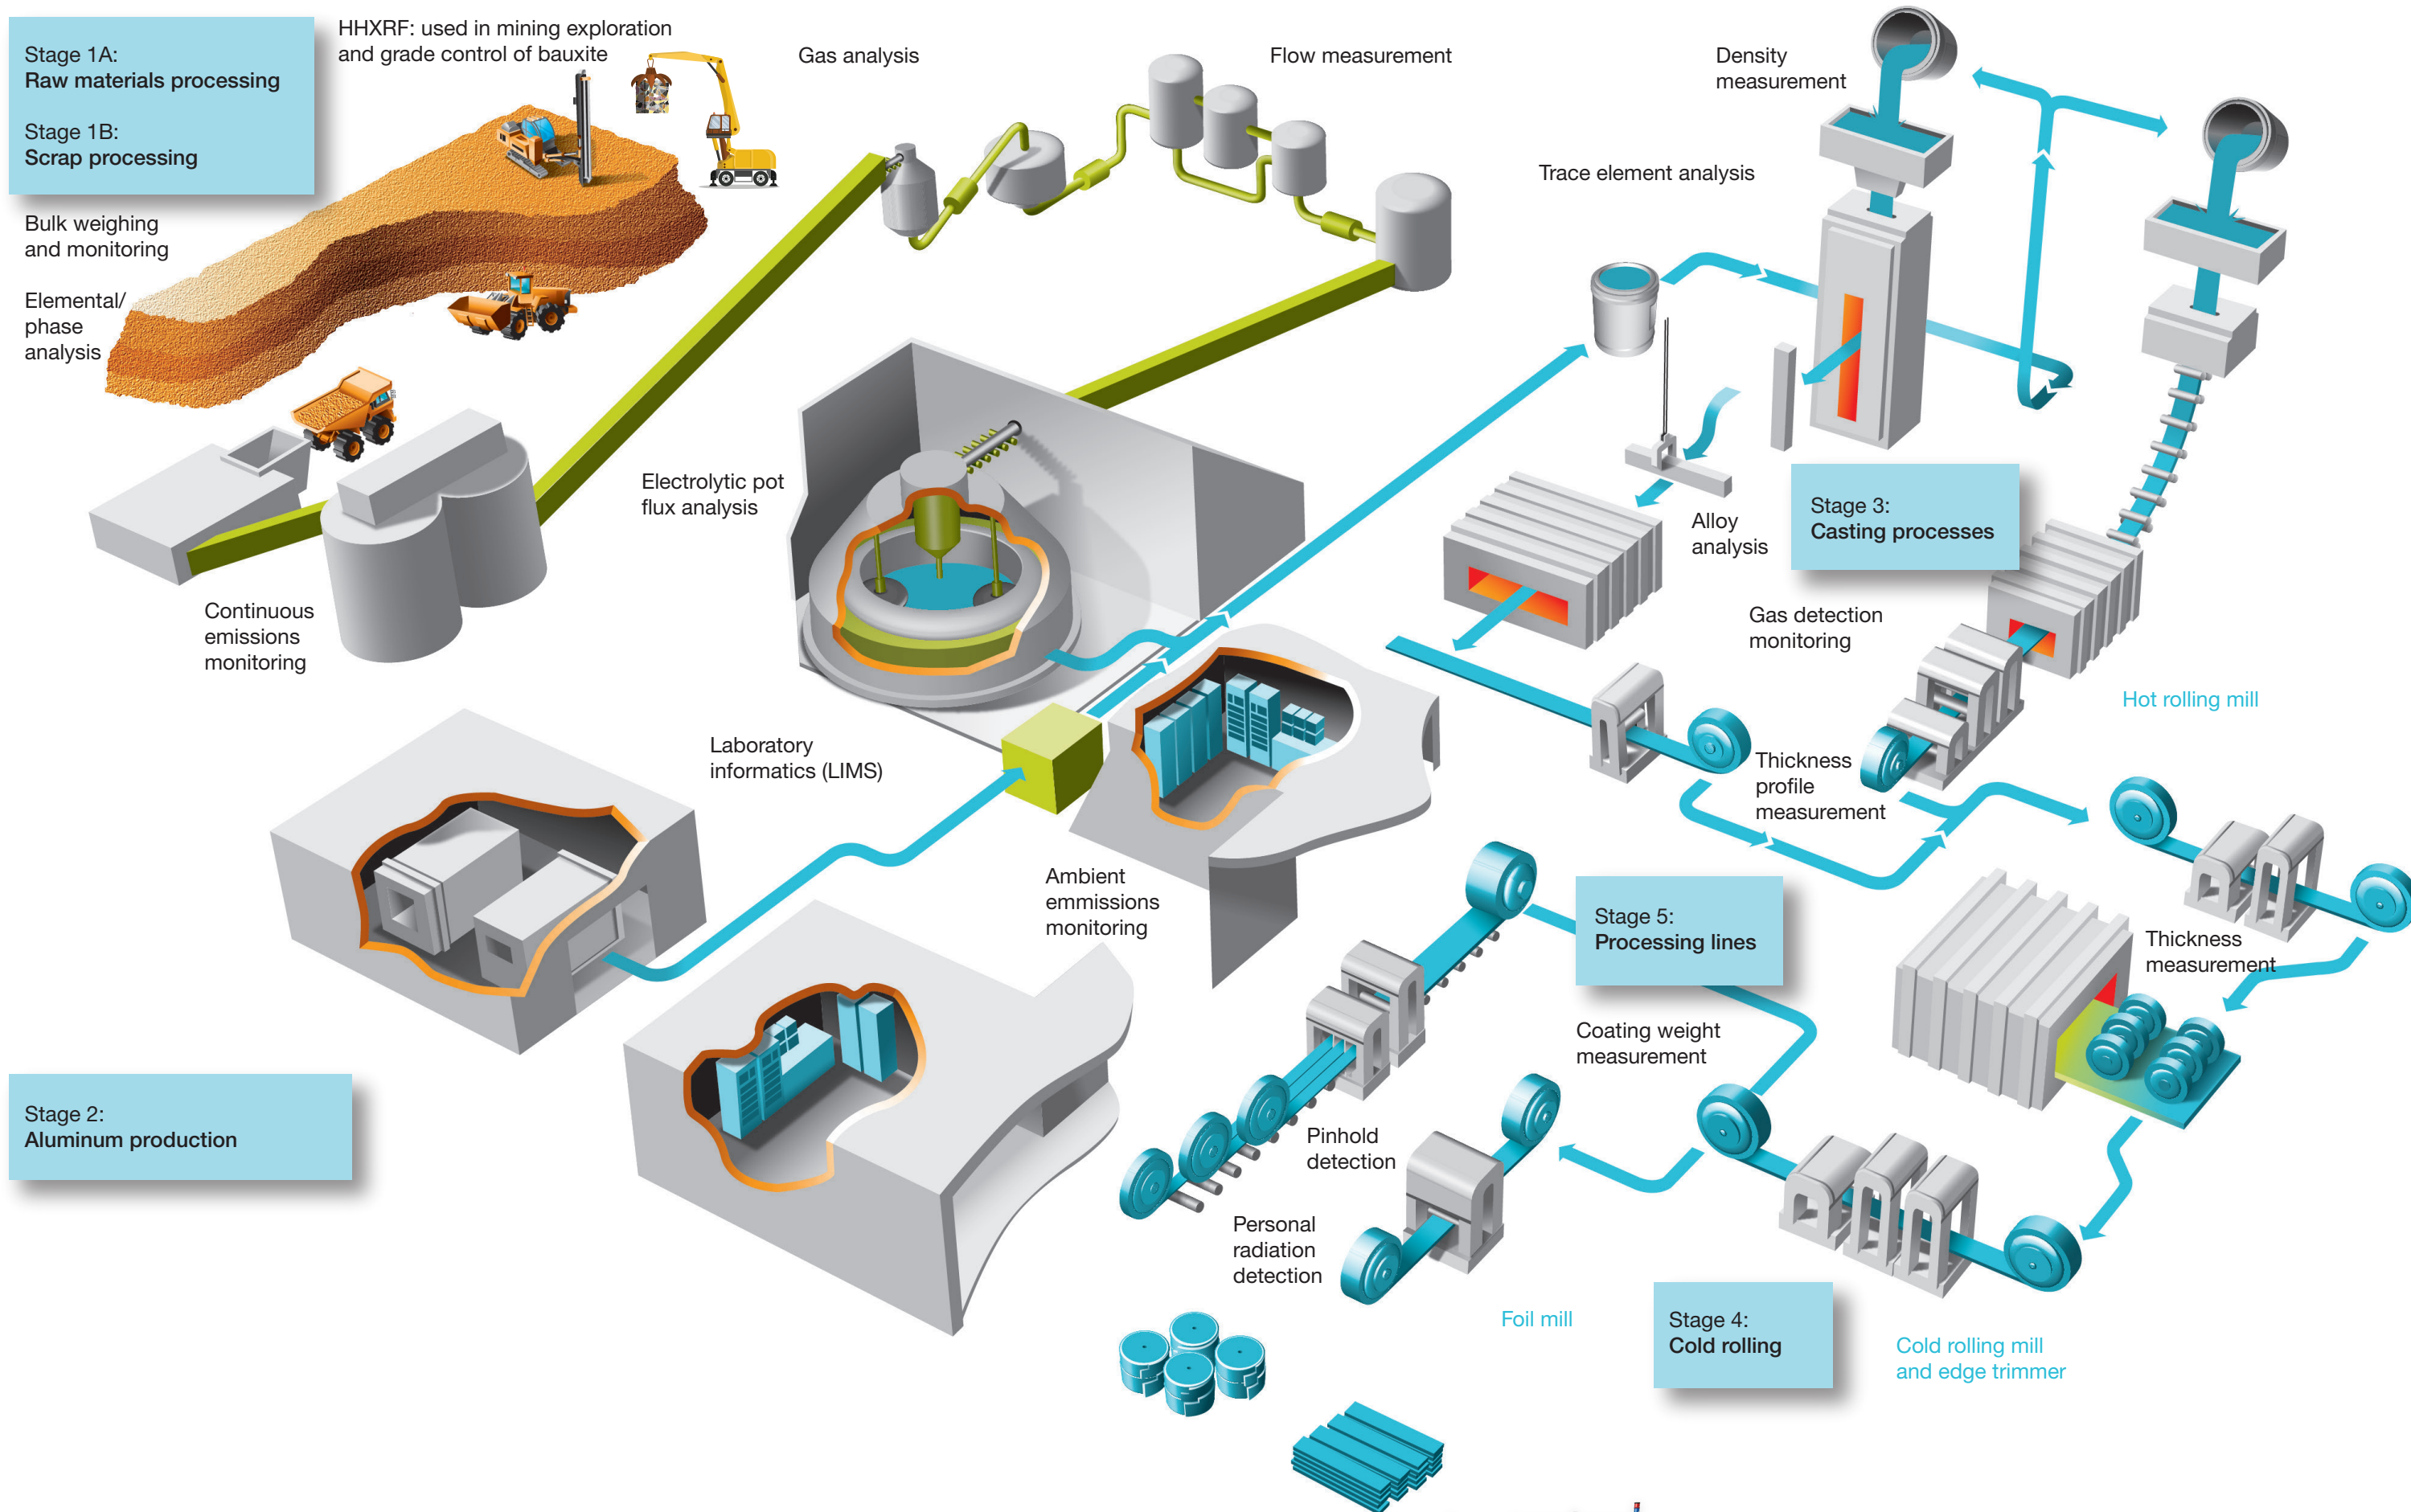 Stage 1A:
Raw materials processing
Stage 1B:
Scrap processing
HHXRF: used in mining exploration
and grade control of bauxite
Bulk weighing
and monitoring
Elemental/
phase
analysis
Continuous
emissions
monitoring
Gas analysis
Flow measurement
Electrolytic pot
flux analysis
Laboratory
informatics (LIMS)
Ambient
emmissions
monitoring
Stage 2:
Aluminum production
Density
measurement
Trace element analysis
Alloy
analysis
Stage 3:
Casting processes
Gas detection
monitoring
Hot rolling mill
Thickness
profile
measurement
Thickness
measurement
Stage 5:
Processing lines
Coating weight
measurement
Pinhold
detection
Personal
radiation
detection
Foil mill
Stage 4:
Cold rolling
Cold rolling mill
and edge trimmer